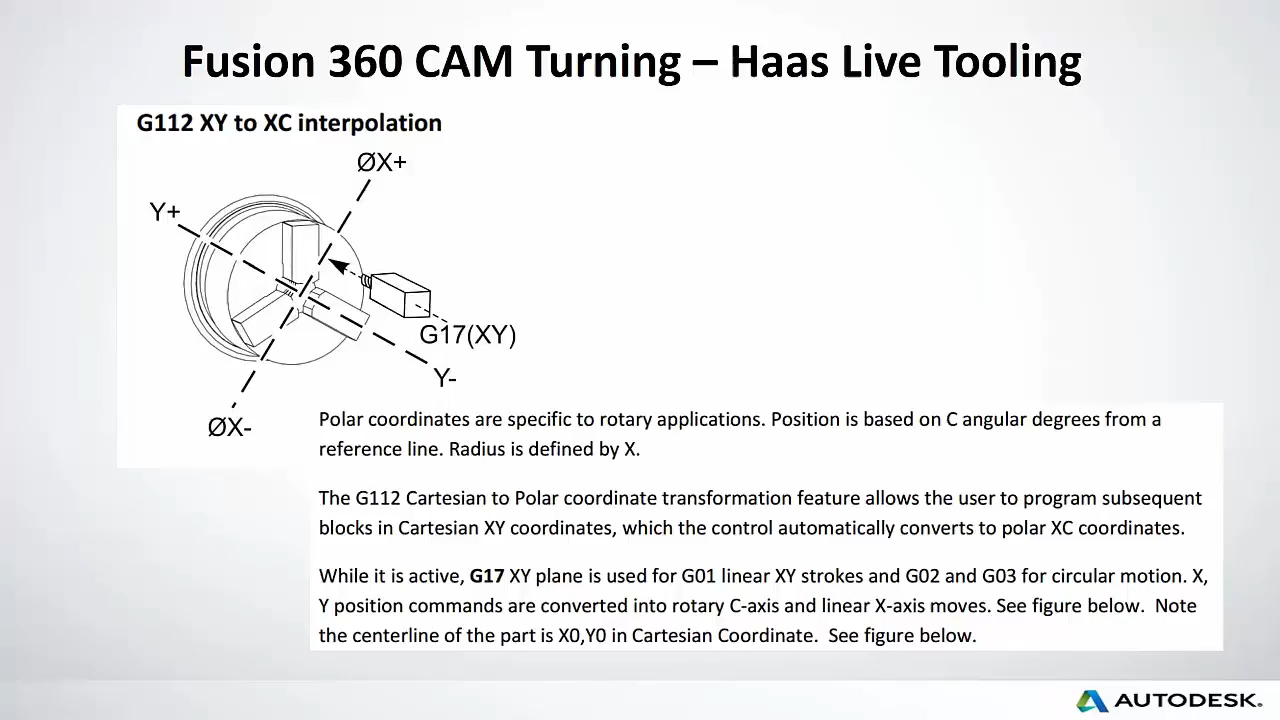 Fusion 360 CAM Turning – Haas Live Tooling
G112 XY to XC interpolation
ØX+
Y+
G17(XY)
Y-
ØX-
Polar coordinates are specific to rotary applications. Position is based on C angular degrees from a
reference line. Radius is defined by X.
The G112 Cartesian to Polar coordinate transformation feature allows the user to program subsequent
blocks in Cartesian XY coordinates, which the control automatically converts to polar XC coordinates.
While it is active, G17 XY plane is used for G01 linear XY strokes and G02 and G03 for circular motion. X,
Y position commands are converted into rotary C-axis and linear X-axis moves. See figure below.  Note
the centerline of the part is X0,Y0 in Cartesian Coordinate.  See figure below.
AUTODESK.